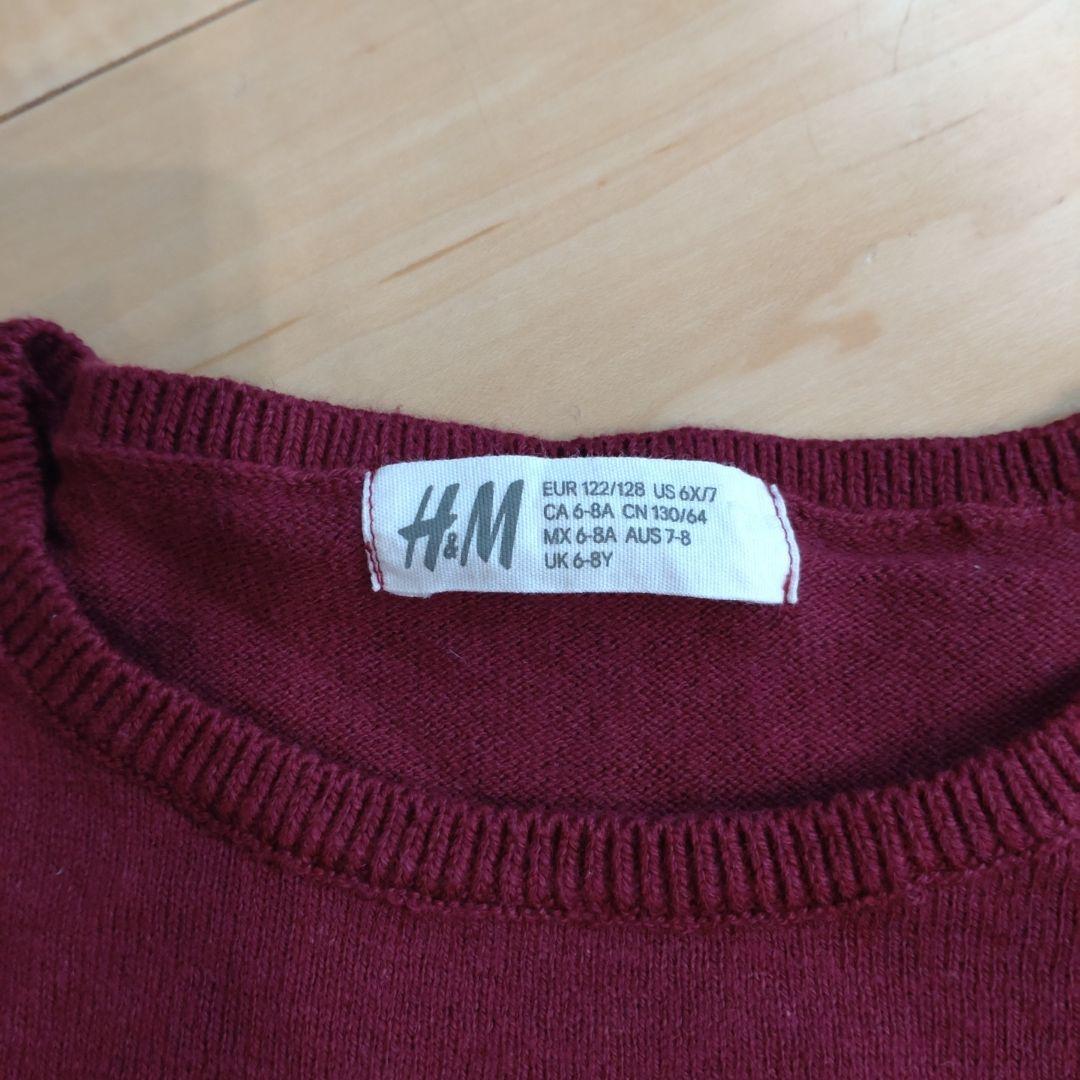 H&M
EUR 122/128 US 6X/7
CA 6-8A CN 130/64
MX 6-8A AUS 7-8
UK 6-8Y